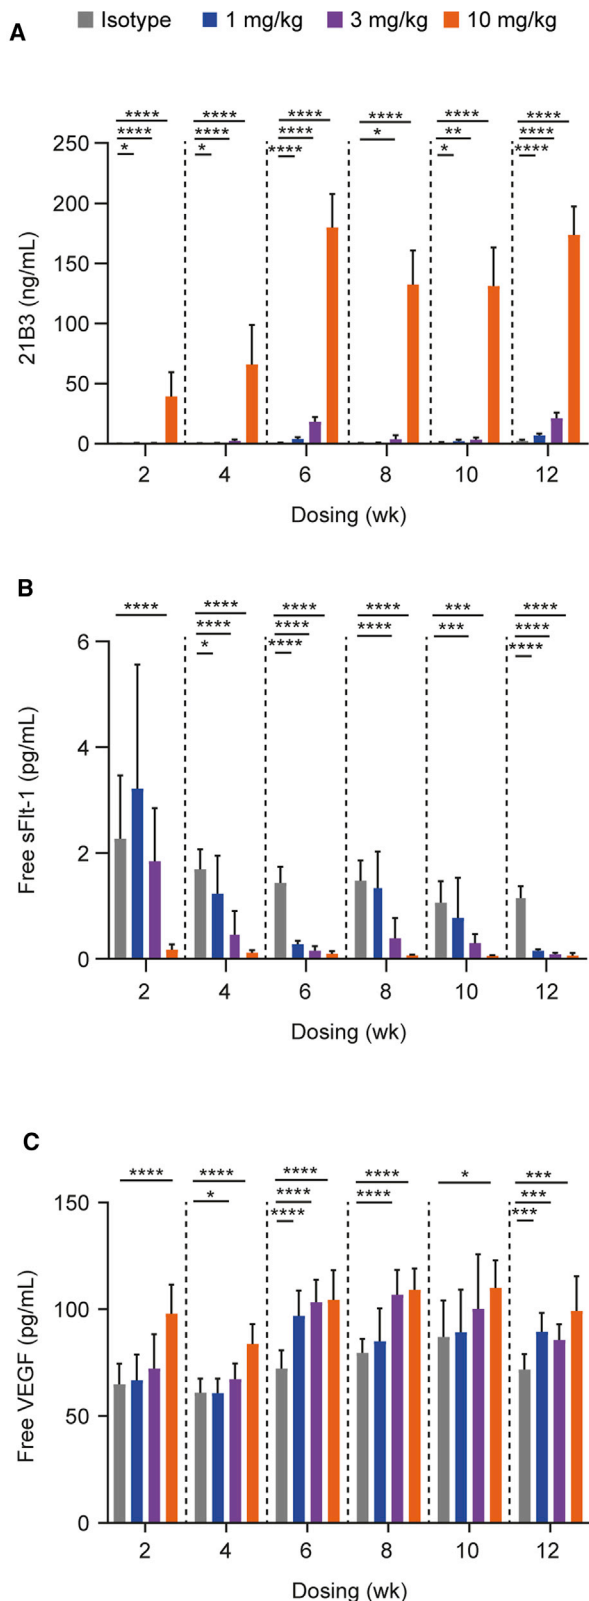 Isotype 1 mg/kg 3 mg/kg 10 mg/kg
A
**** **** **** **** **** ****
**** **** **** * ** ****
* * **** * ****
250
200
150
100
50
0
21B3 (ng/mL)
2 4 6 8 10 12
Dosing (wk)
B
**** **** **** **** *** ****
**** **** **** *** ****
* **** ****
6
4
2
0
Free sFlt-1 (pg/mL)
2 4 6 8 10 12
Dosing (wk)
C
**** **** **** **** * ***
* **** **** ***
**** ***
150
100
50
0
Free VEGF (pg/mL)
2 4 6 8 10 12
Dosing (wk)